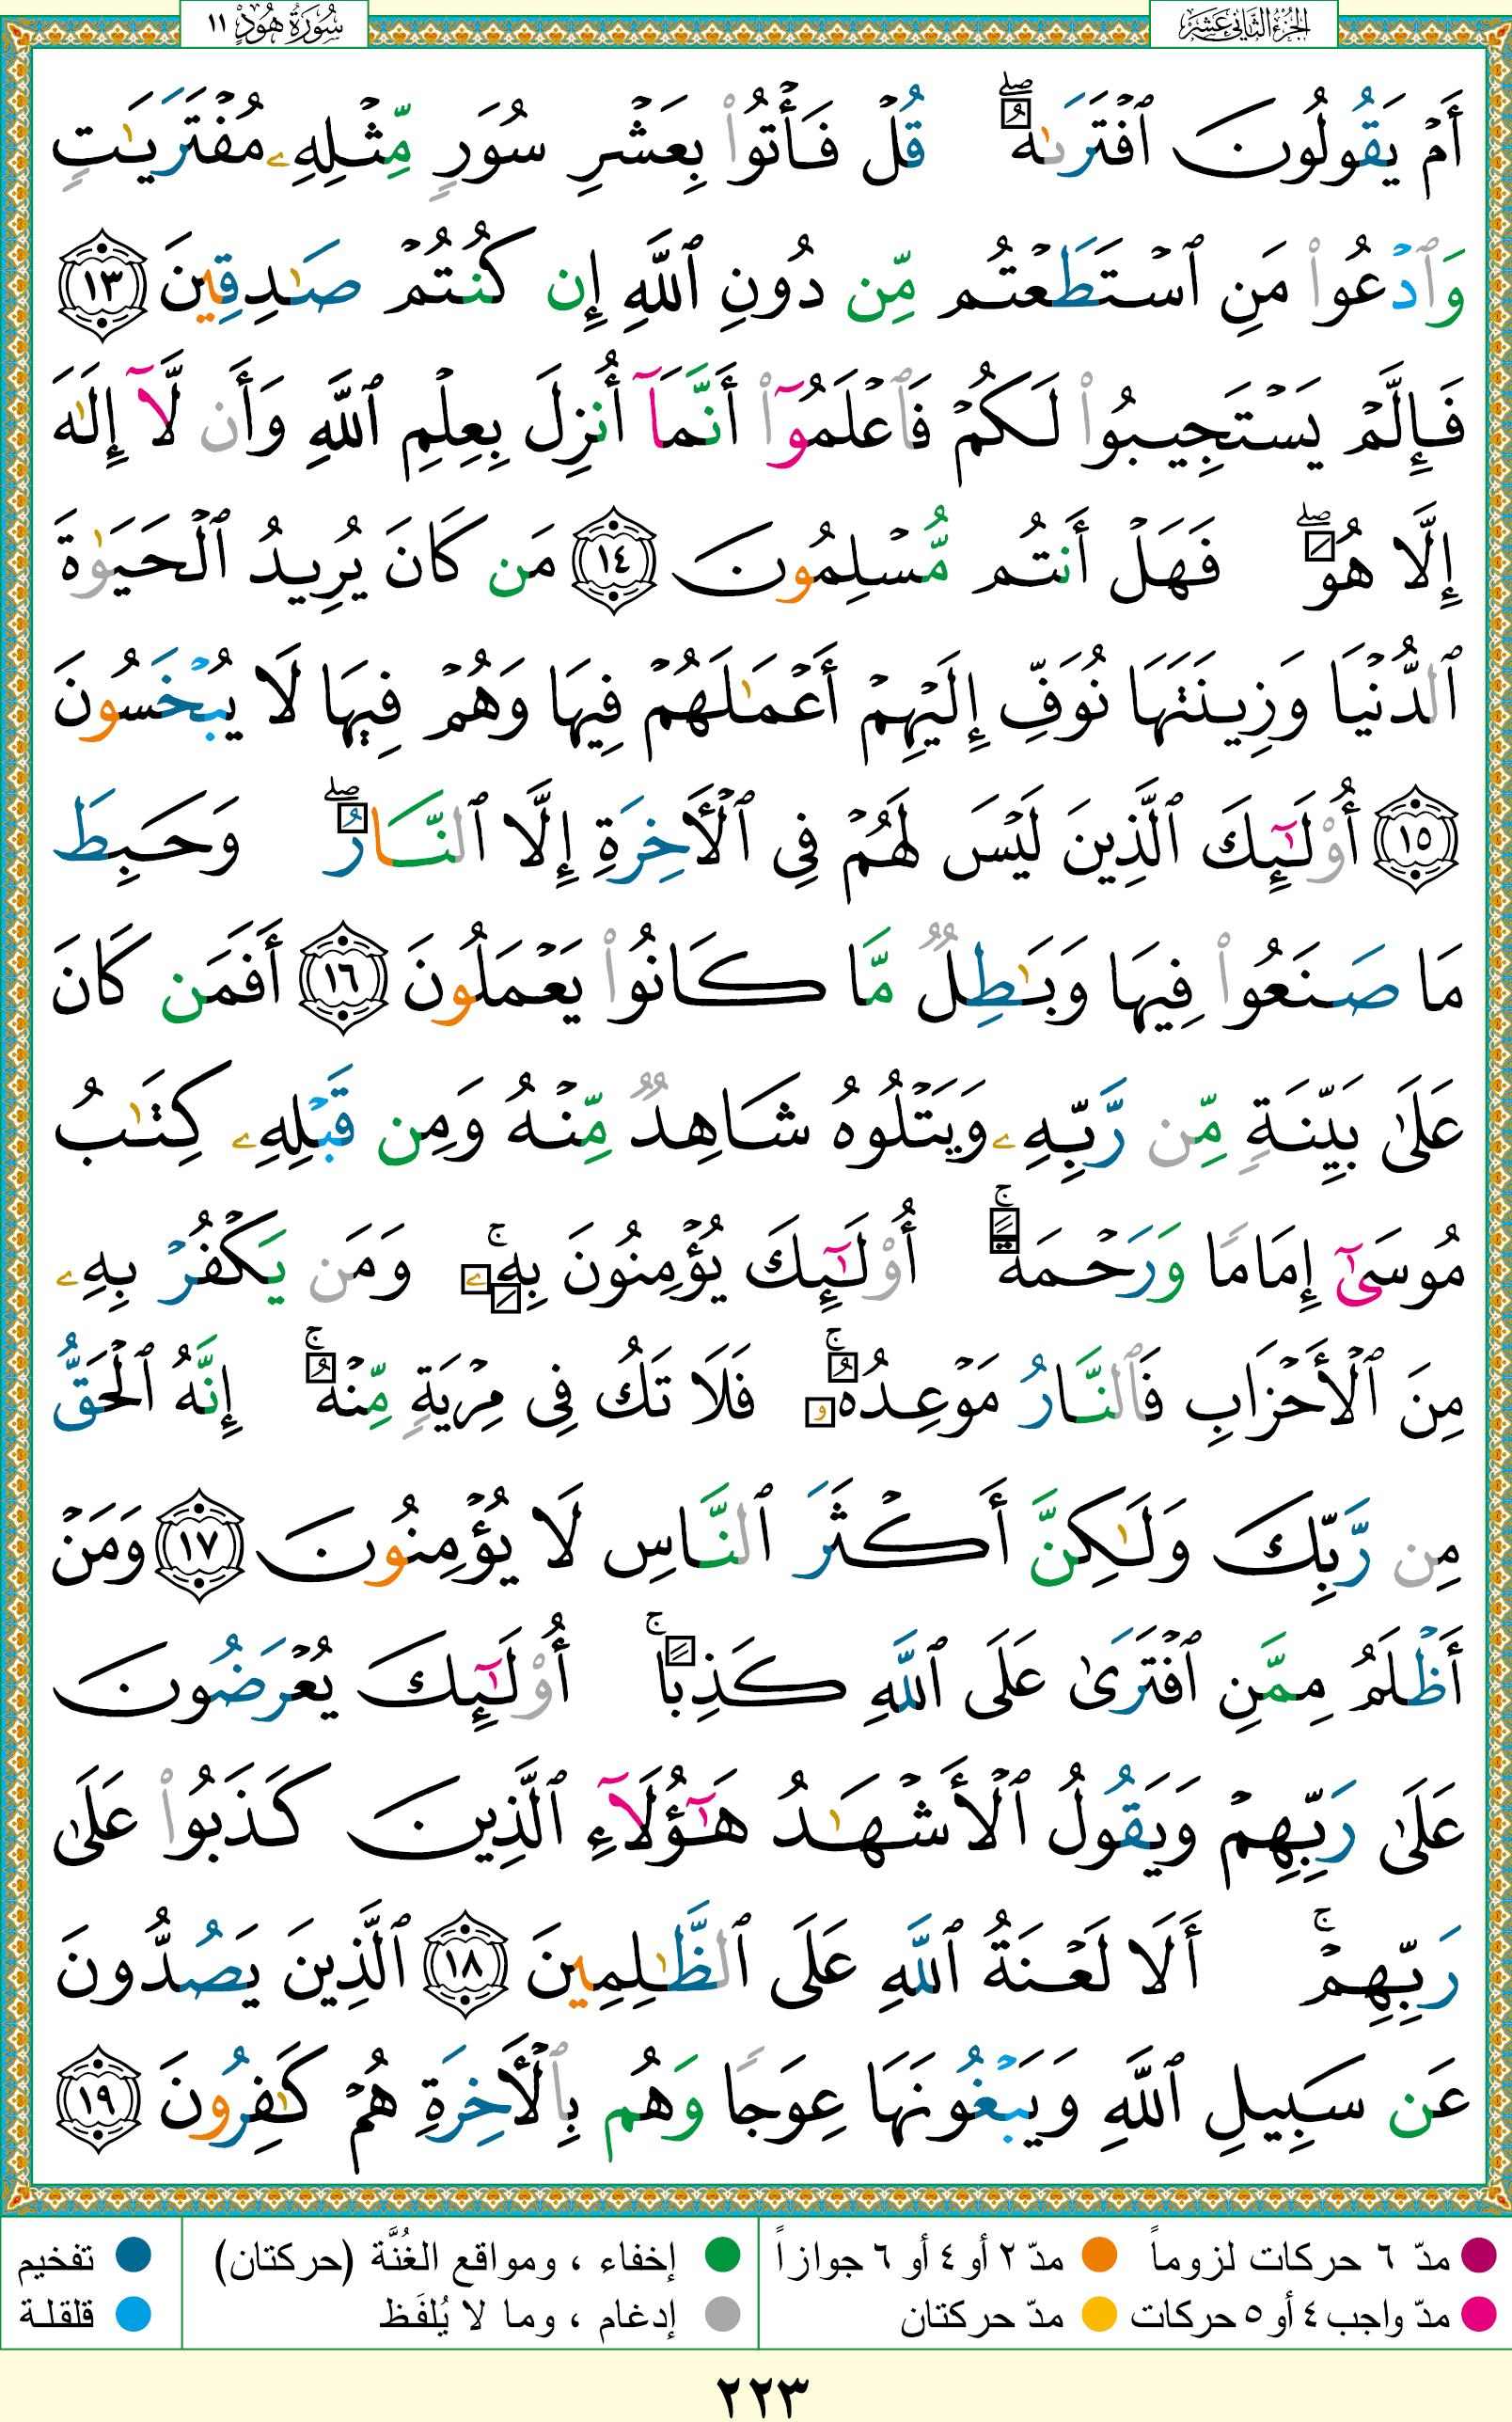 الجزء الثاني عشر
سورة هود ١١
أَمۡ يَقُولُونَ ٱفۡتَرَىٰهُۖ قُلۡ فَأۡتُواْ بِعَشۡرِ سُوَرٖ مِّثۡلِهِۦ مُفۡتَرَيَٰتٖ
وَٱدۡعُواْ مَنِ ٱسۡتَطَعۡتُم مِّن دُونِ ٱللَّهِ إِن كُنتُمۡ صَٰدِقِينَ ١٣
فَإِلَّمۡ يَسۡتَجِيبُواْ لَكُمۡ فَٱعۡلَمُوٓاْ أَنَّمَآ أُنزِلَ بِعِلۡمِ ٱللَّهِ وَأَن لَّآ إِلَٰهَ
إِلَّا هُوَۖ فَهَلۡ أَنتُم مُّسۡلِمُونَ ١٤ مَن كَانَ يُرِيدُ ٱلۡحَيَوٰةَ
ٱلدُّنۡيَا وَزِينَتَهَا نُوَفِّ إِلَيۡهِمۡ أَعۡمَٰلَهُمۡ فِيهَا وَهُمۡ فِيهَا لَا يُبۡخَسُونَ
١٥ أُوْلَٰٓئِكَ ٱلَّذِينَ لَيۡسَ لَهُمۡ فِي ٱلۡأٓخِرَةِ إِلَّا ٱلنَّارُۖ وَحَبِطَ
مَا صَنَعُواْ فِيهَا وَبَٰطِلٞ مَّا كَانُواْ يَعۡمَلُونَ ١٦ أَفَمَن كَانَ
عَلَىٰ بَيِّنَةٖ مِّن رَّبِّهِۦ وَيَتۡلُوهُ شَاهِدٞ مِّنۡهُ وَمِن قَبۡلِهِۦ كِتَٰبُ
مُوسَىٰٓ إِمَامٗا وَرَحۡمَةًۚ أُوْلَٰٓئِكَ يُؤۡمِنُونَ بِهِۦۚ وَمَن يَكۡفُرۡ بِهِۦ
مِنَ ٱلۡأَحۡزَابِ فَٱلنَّارُ مَوۡعِدُهُۥۚ فَلَا تَكُ فِي مِرۡيَةٖ مِّنۡهُۚ إِنَّهُ ٱلۡحَقُّ
مِن رَّبِّكَ وَلَٰكِنَّ أَكۡثَرَ ٱلنَّاسِ لَا يُؤۡمِنُونَ ١٧ وَمَنۡ
أَظۡلَمُ مِمَّنِ ٱفۡتَرَىٰ عَلَى ٱللَّهِ كَذِبًاۚ أُوْلَٰٓئِكَ يُعۡرَضُونَ
عَلَىٰ رَبِّهِمۡ وَيَقُولُ ٱلۡأَشۡهَٰدُ هَٰٓؤُلَآءِ ٱلَّذِينَ كَذَبُواْ عَلَىٰ
رَبِّهِمۡۚ أَلَا لَعۡنَةُ ٱللَّهِ عَلَى ٱلظَّٰلِمِينَ ١٨ ٱلَّذِينَ يَصُدُّونَ
عَن سَبِيلِ ٱللَّهِ وَيَبۡغُونَهَا عِوَجٗا وَهُم بِٱلۡأٓخِرَةِ هُمۡ كَٰفِرُونَ ١٩
مدّ ٦ حركات لزوماً مدّ ٢ أو ٤ أو ٦ جوازاً إخفاء ، ومواقع الغُنَّة (حركتان) تفخيم
مدّ واجب ٤ أو ٥ حركات مدّ حركتان إدغام ، وما لا يُلفَظ قلقلة
٢٢٣